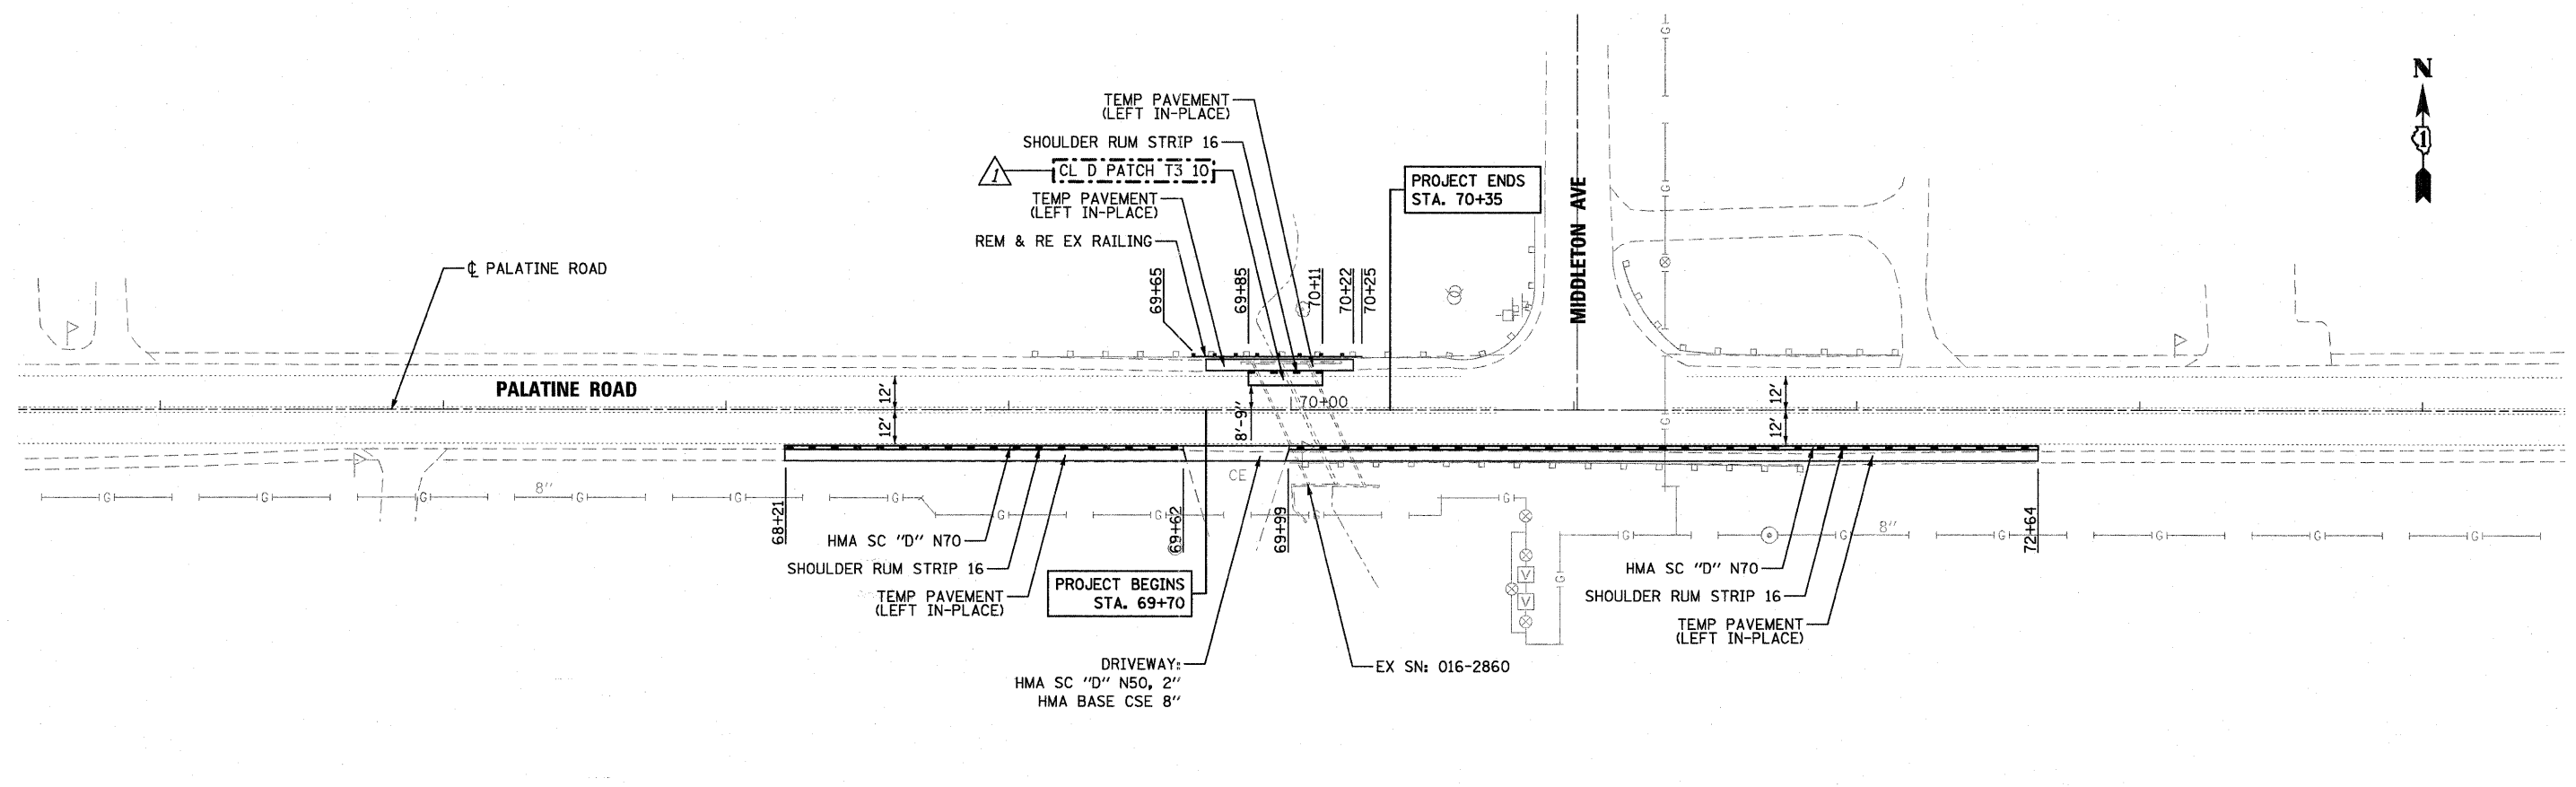 N
1
TEMP PAVEMENT
(LEFT IN-PLACE)
SHOULDER RUM STRIP 16
1
CL D PATCH T3 10
TEMP PAVEMENT
(LEFT IN-PLACE)
REM & RE EX RAILING
PROJECT ENDS
STA. 70+35
MIDDLETON AVE
℄ PALATINE ROAD
69+65
69+85
70+11
70+22
70+25
PALATINE ROAD
12'
12'
8'-9"
70+00
12'
12'
CE
G
G
G
G
8"
G
G
G
G
G
G
G
G
G
G
G
G
G
V
V
G
G
8"
G
G
G
G
G
68+21
69+62
69+99
72+64
HMA SC "D" N70
SHOULDER RUM STRIP 16
TEMP PAVEMENT
(LEFT IN-PLACE)
PROJECT BEGINS
STA. 69+70
HMA SC "D" N70
SHOULDER RUM STRIP 16
TEMP PAVEMENT
(LEFT IN-PLACE)
DRIVEWAY:
HMA SC "D" N50, 2"
HMA BASE CSE 8"
EX SN: 016-2860